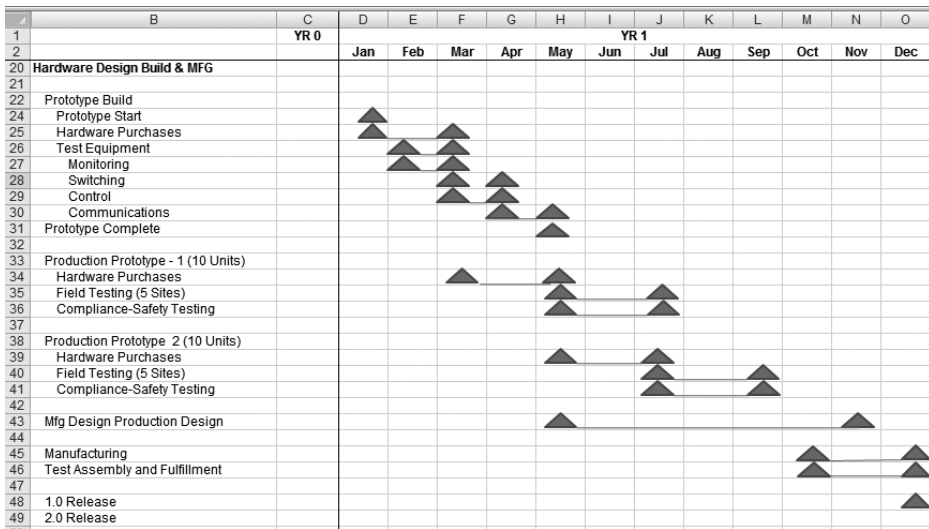 B C D E F G H I J K L M N O
1 YR 0 YR 1
2 Jan Feb Mar Apr May Jun Jul Aug Sep Oct Nov Dec
20 Hardware Design Build & MFG
21
22 Prototype Build
24 Prototype Start
25 Hardware Purchases
26 Test Equipment
27 Monitoring
28 Switching
29 Control
30 Communications
31 Prototype Complete
32
33 Production Prototype - 1 (10 Units)
34 Hardware Purchases
35 Field Testing (5 Sites)
36 Compliance-Safety Testing
37
38 Production Prototype 2 (10 Units)
39 Hardware Purchases
40 Field Testing (5 Sites)
41 Compliance-Safety Testing
42
43 Mfg Design Production Design
44
45 Manufacturing
46 Test Assembly and Fulfillment
47
48 1.0 Release
49 2.0 Release